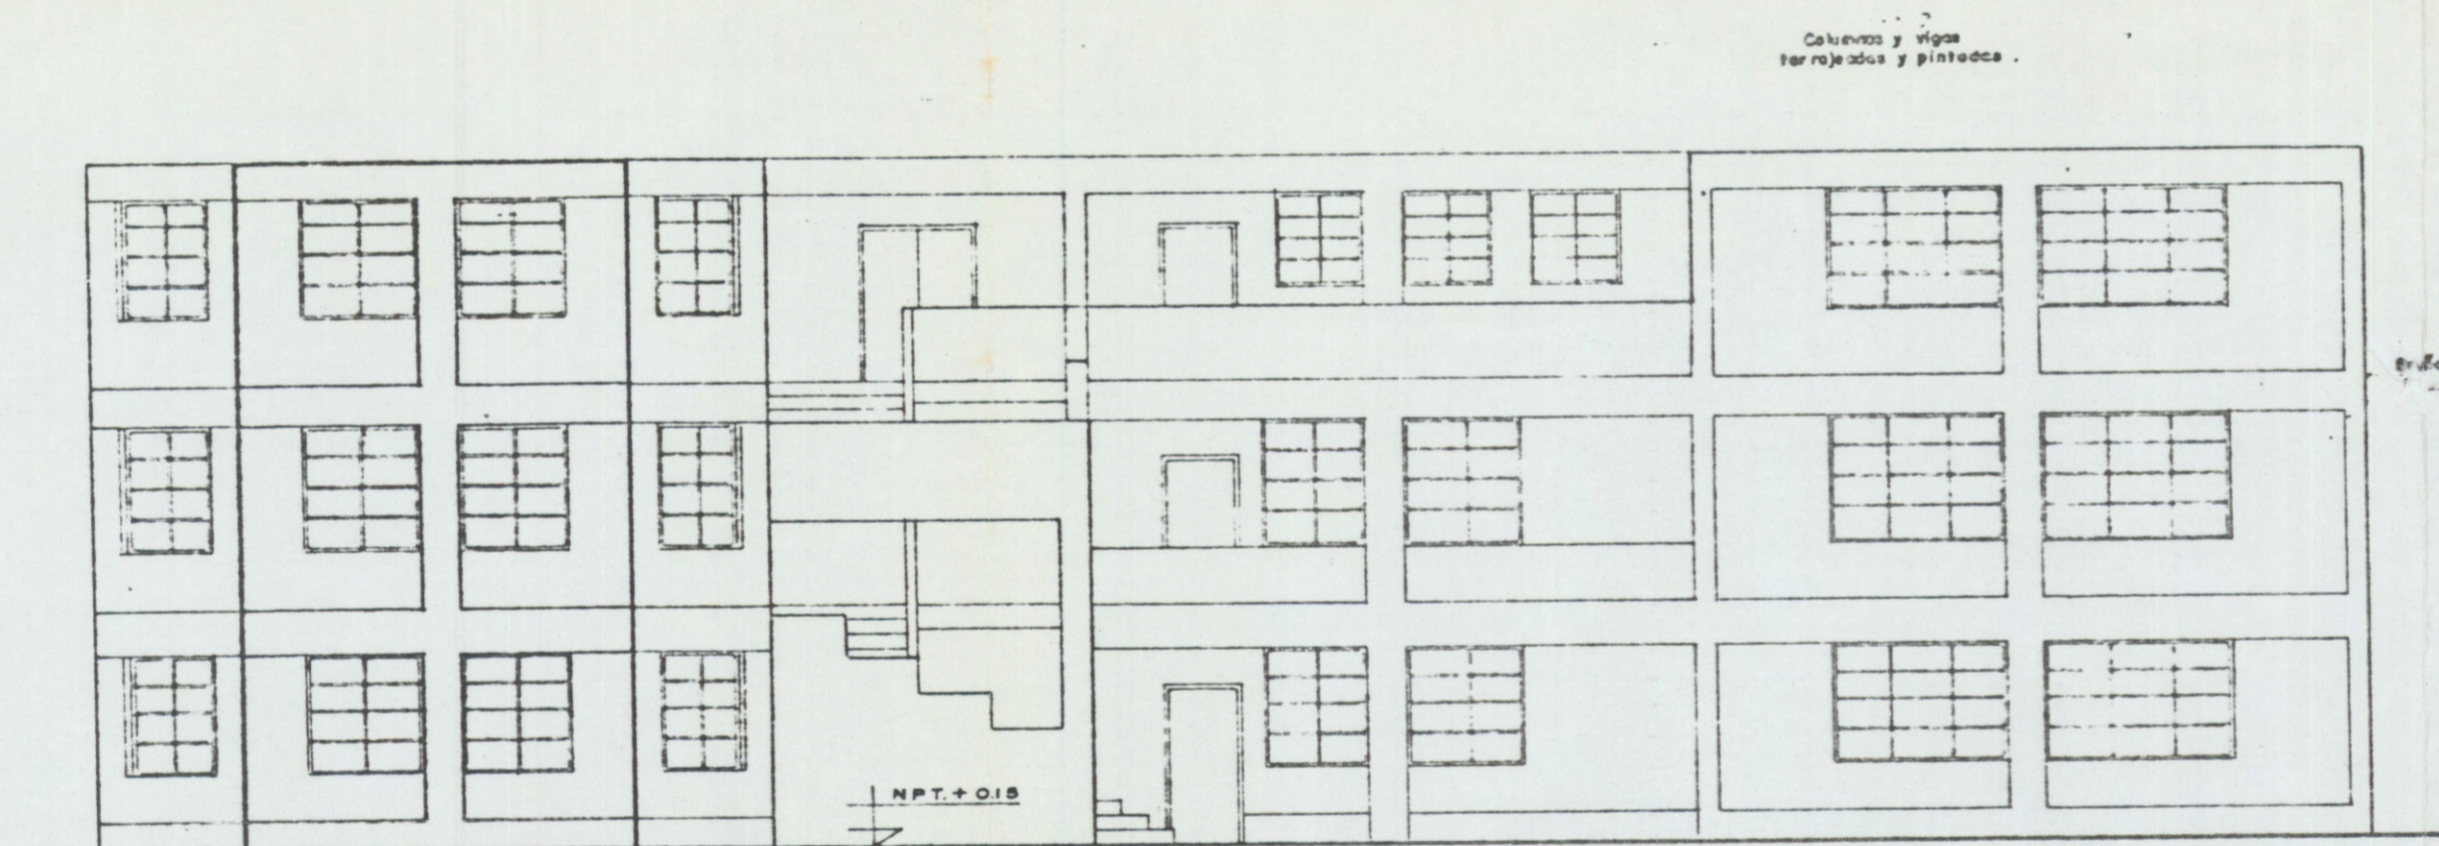 Columnas y vigas
tarrajeadas y pintadas .
NPT. + 0.15